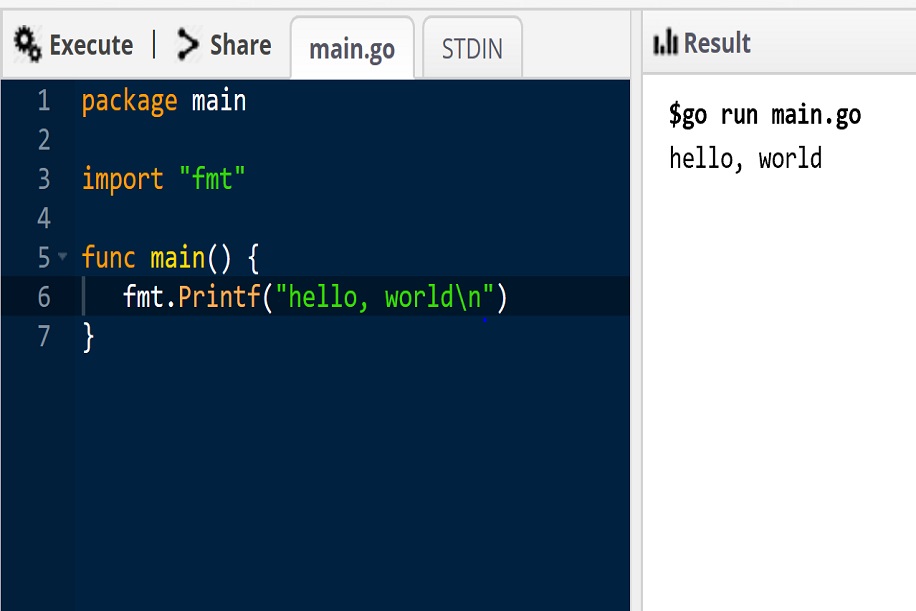 Execute | Share main.go STDIN
1 package main
2
3 import "fmt"
4
5 func main() {
6 fmt.Printf("hello, world\n")
7 }
Result
$go run main.go
hello, world